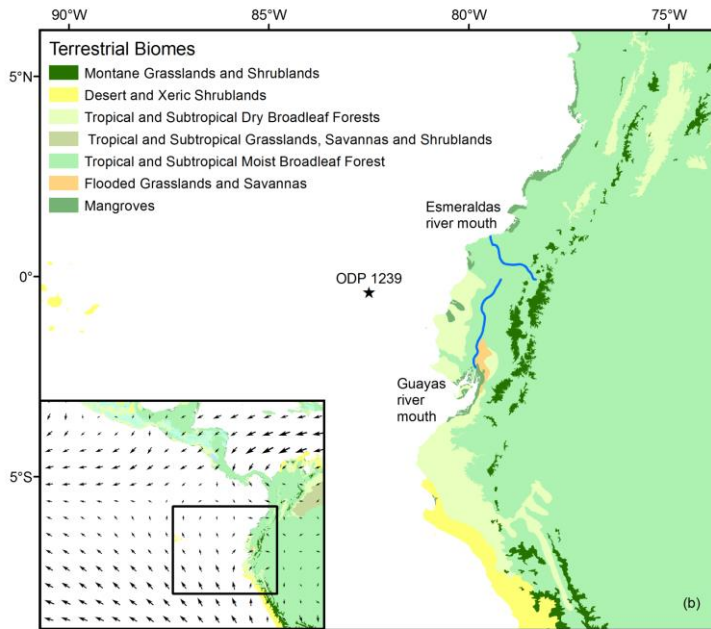 90°W 85°W 80°W 75°W
Terrestrial Biomes
Montane Grasslands and Shrublands
Desert and Xeric Shrublands
Tropical and Subtropical Dry Broadleaf Forests
Tropical and Subtropical Grasslands, Savannas and Shrublands
Tropical and Subtropical Moist Broadleaf Forest
Flooded Grasslands and Savannas
Mangroves
5°N
Esmeraldas
river mouth
ODP 1239
0°
Guayas
river
mouth
5°S
(b)